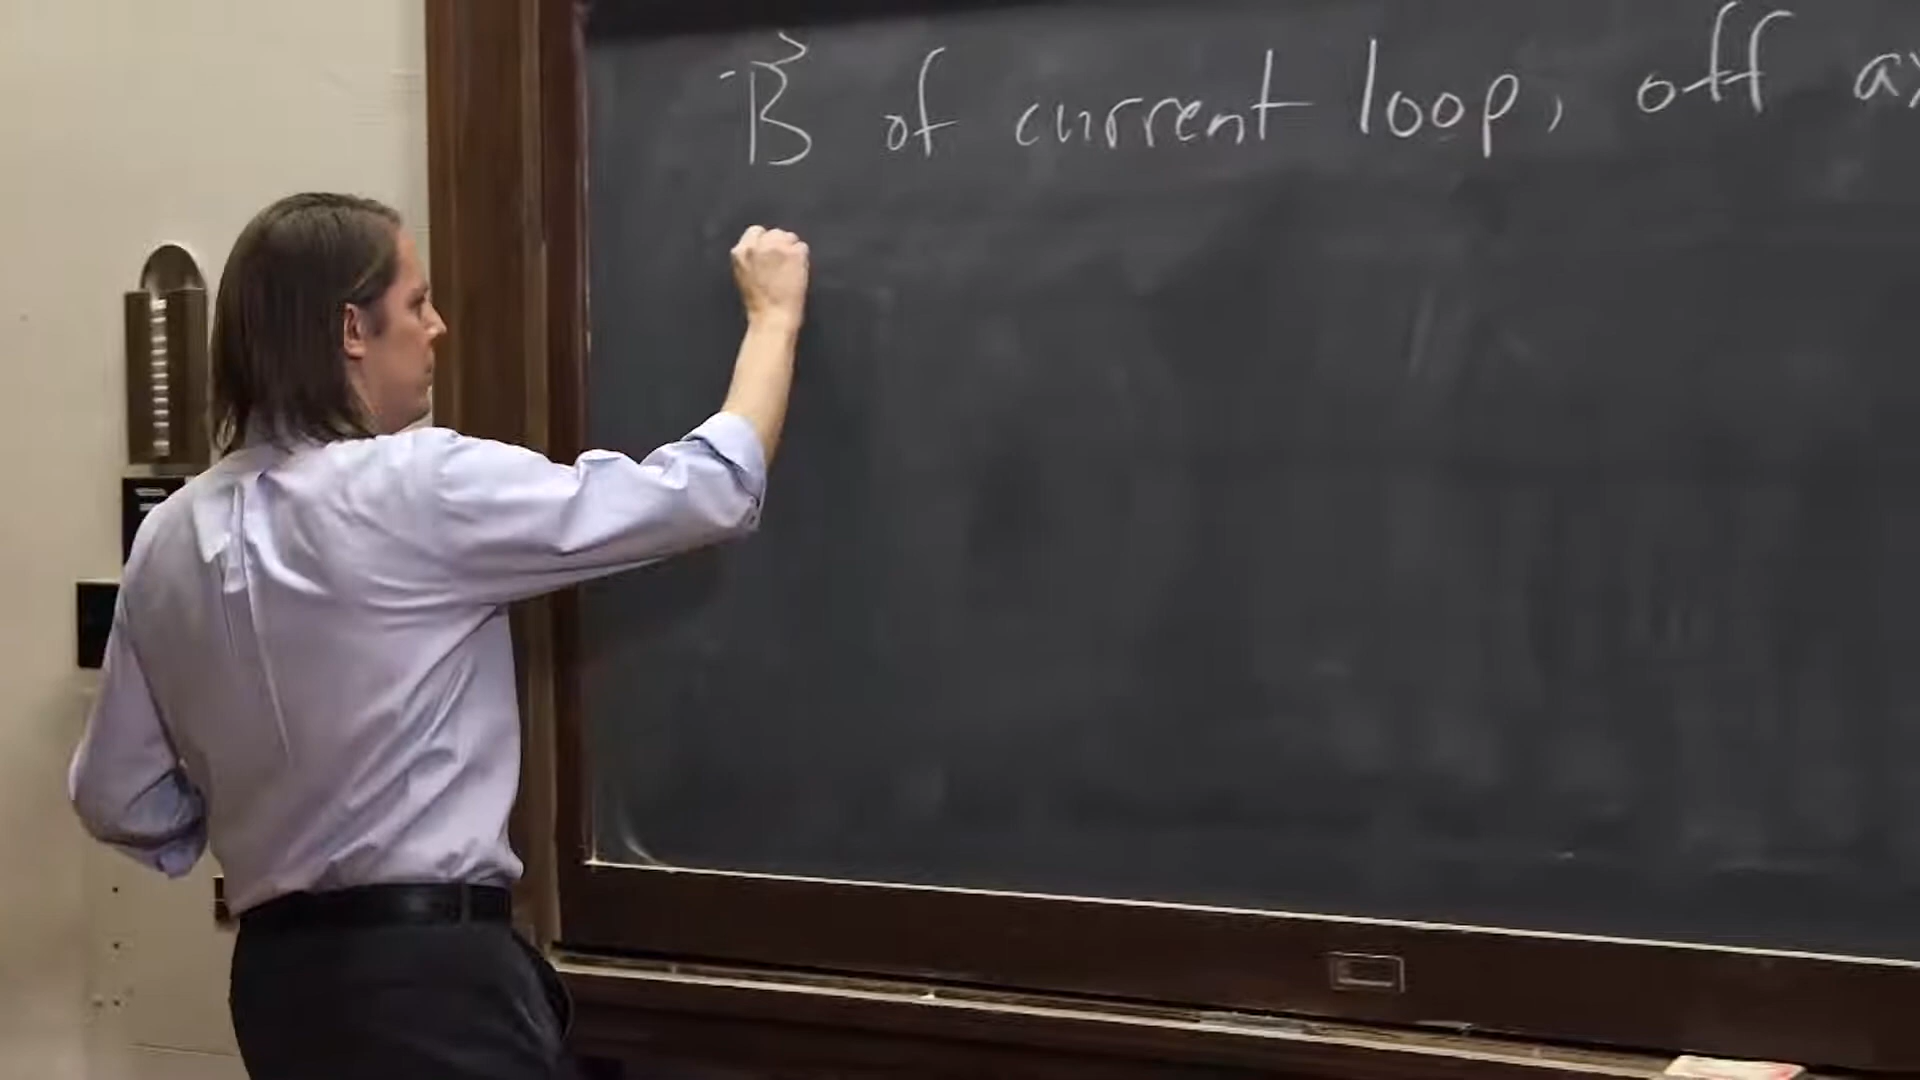 - B⃗ of current loop, off ax